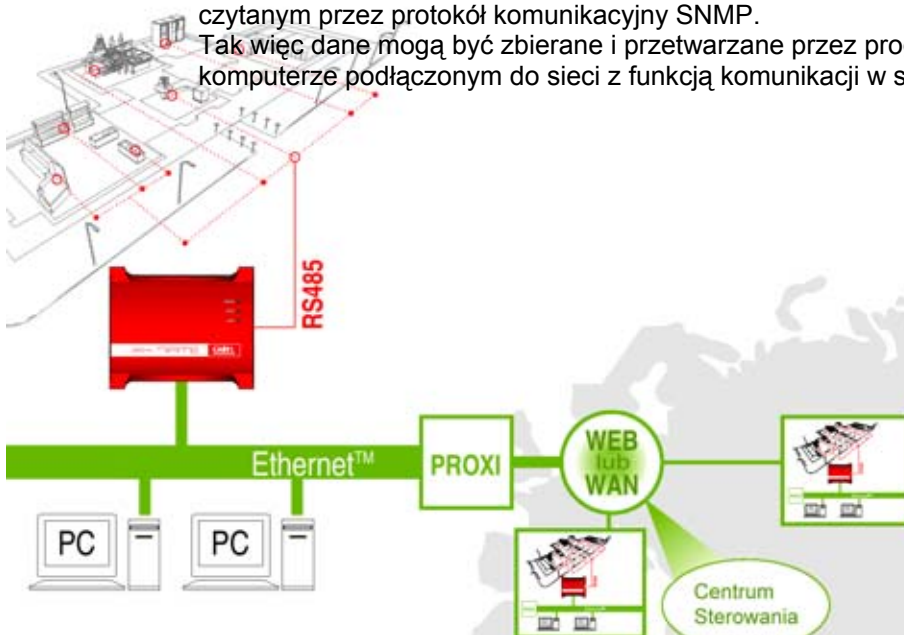 czytanym przez protokół komunikacyjny SNMP.
Tak więc dane mogą być zbierane i przetwarzane przez
komputerze podłączonym do sieci z funkcją komunikacji w
RS485
Ethernet™
PROXI
WEB
lub
WAN
PC
PC
Centrum
Sterowania